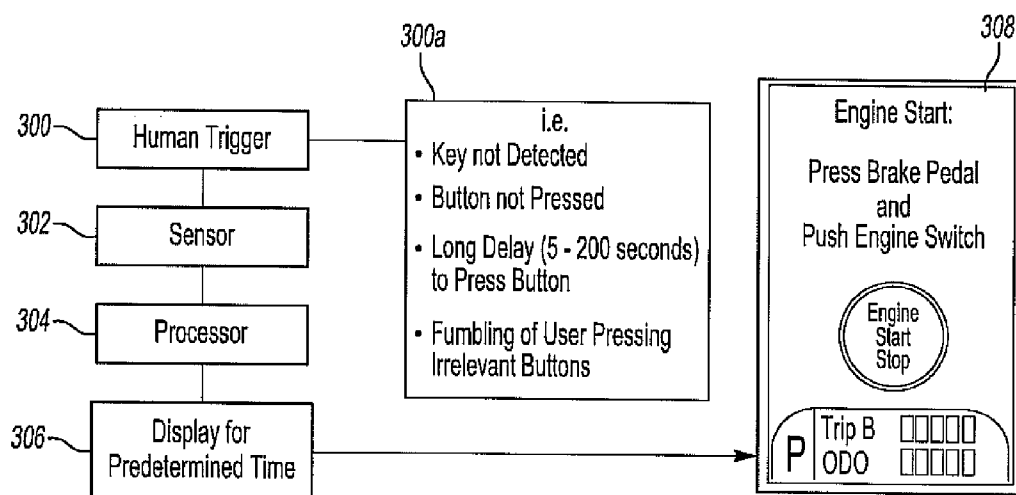 300
Human Trigger
302
Sensor
304
Processor
306
Display for
Predetermined Time
300a
i.e.
• Key not Detected
• Button not Pressed
• Long Delay (5 - 200 seconds)
to Press Button
• Fumbling of User Pressing
Irrelevant Buttons
308
Engine Start:
Press Brake Pedal
and
Push Engine Switch
Engine
Start
Stop
P
Trip B
ODO